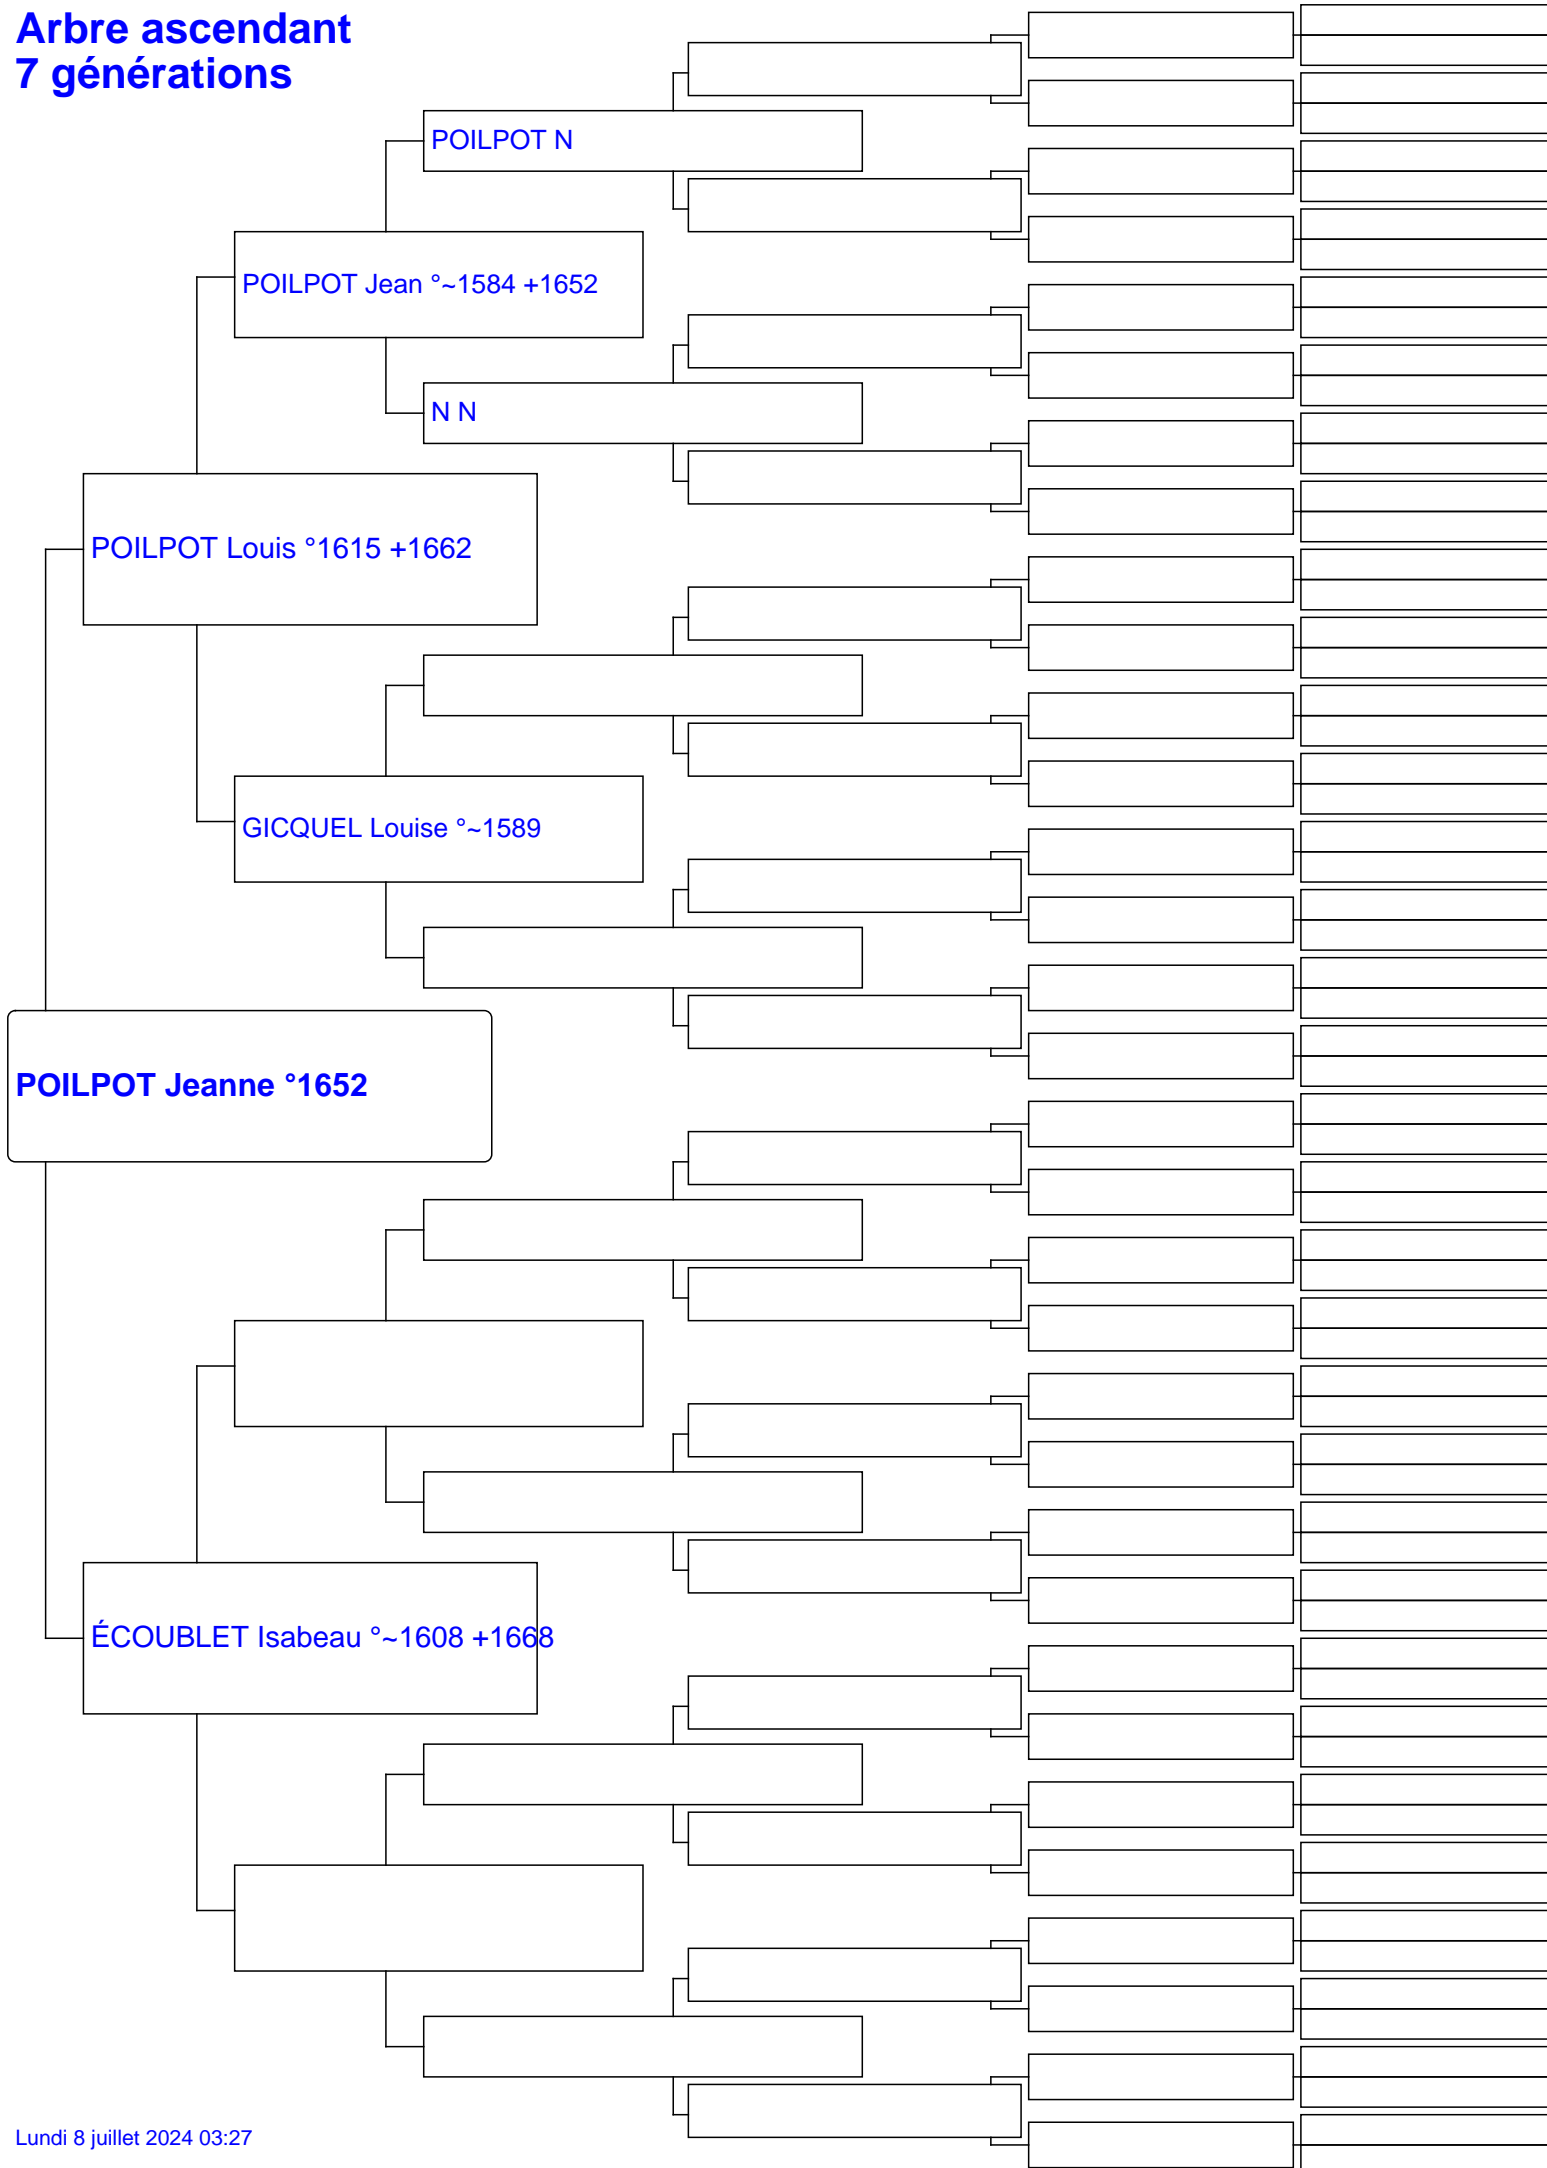 Arbre ascendant
7 générations
POILPOT N
POILPOT Jean °~1584 +1652
N N
POILPOT Louis °1615 +1662
GICQUEL Louise °~1589
POILPOT Jeanne °1652
ÉCOUBLET Isabeau °~1608 +1668
Lundi 8 juillet 2024 03:27